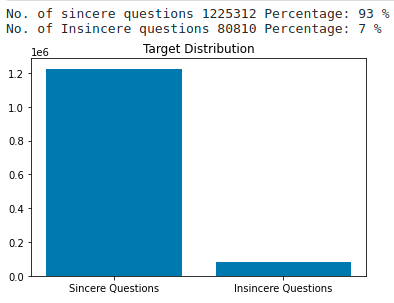 No. of sincere questions 1225312 Percentage: 93 %
No. of Insincere questions 80810 Percentage: 7 %
Target Distribution
1e6
1.2
1.0
0.8
0.6
0.4
0.2
0.0
Sincere Questions
Insincere Questions